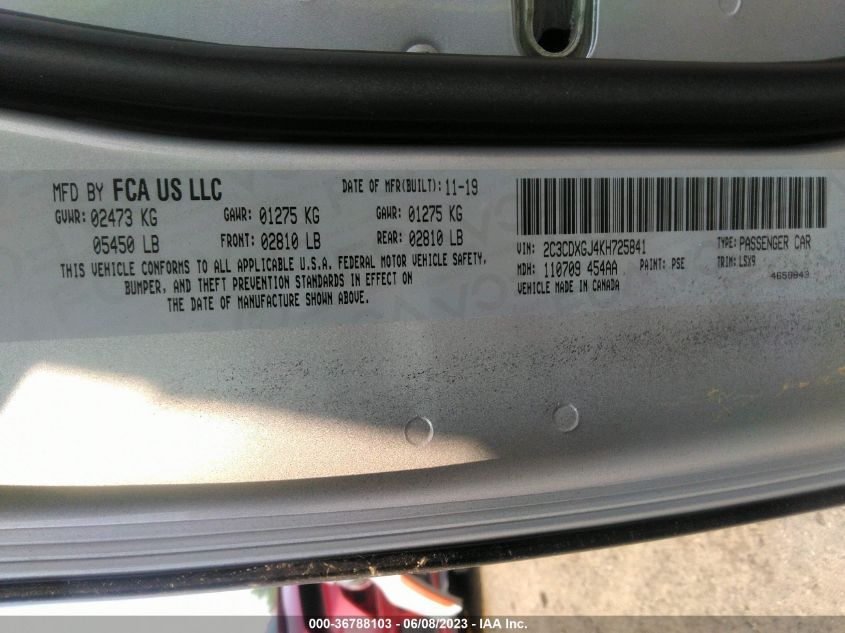 MFD BY FCA US LLC
DATE OF MFR(BUILT): 11-19
GVWR: 02473 KG
GAWR: 01275 KG
GAWR: 01275 KG
05450 LB
FRONT: 02810 LB
REAR: 02810 LB
THIS VEHICLE CONFORMS TO ALL APPLICABLE U.S.A. FEDERAL MOTOR VEHICLE SAFETY,
BUMPER, AND THEFT PREVENTION STANDARDS IN EFFECT ON
THE DATE OF MANUFACTURE SHOWN ABOVE.
VIN: 2C3CDXGJ4KH725841
TYPE: PASSENGER CAR
MDH: 110709 454AA
PAINT: PSE
TRIM: LSX9
VEHICLE MADE IN CANADA
4658843
000-36788103 - 06/08/2023 - IAA Inc.